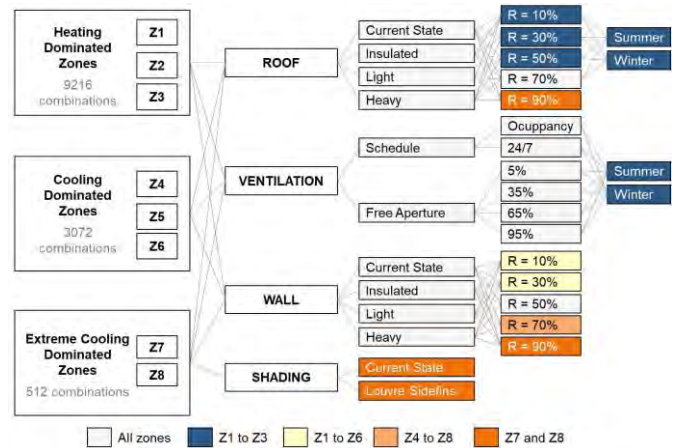 Heating
Dominated
Zones
9216
combinations
Z1
Z2
Z3
Cooling
Dominated
Zones
3072
combinations
Z4
Z5
Z6
Extreme Cooling
Dominated
Zones
512 combinations
Z7
Z8
ROOF
VENTILATION
WALL
SHADING
Current State
Insulated
Light
Heavy
Schedule
Free Aperture
Current State
Insulated
Light
Heavy
Current State
Louvre Sidefins
R = 10%
R = 30%
R = 50%
R = 70%
R = 90%
Ocuppancy
24/7
5%
35%
65%
95%
R = 10%
R = 30%
R = 50%
R = 70%
R = 90%
Summer
Winter
Summer
Winter
All zones
Z1 to Z3
Z1 to Z6
Z4 to Z8
Z7 and Z8